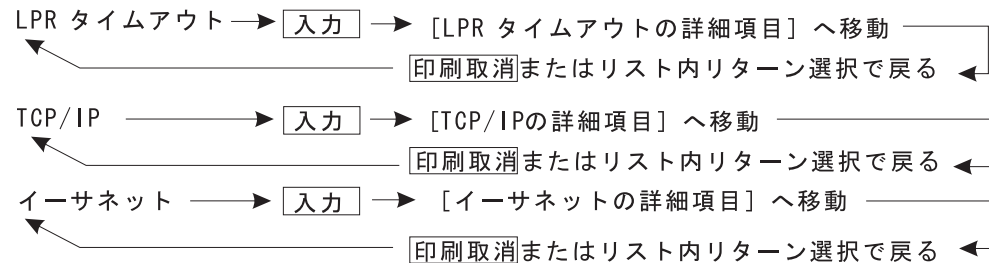 LPR タイムアウト 入力 [LPR タイムアウトの詳細項目] へ移動
印刷取消またはリスト内リターン選択で戻る
TCP/IP 入力 [TCP/IPの詳細項目] へ移動
印刷取消またはリスト内リターン選択で戻る
イーサネット 入力 [イーサネットの詳細項目] へ移動
印刷取消またはリスト内リターン選択で戻る